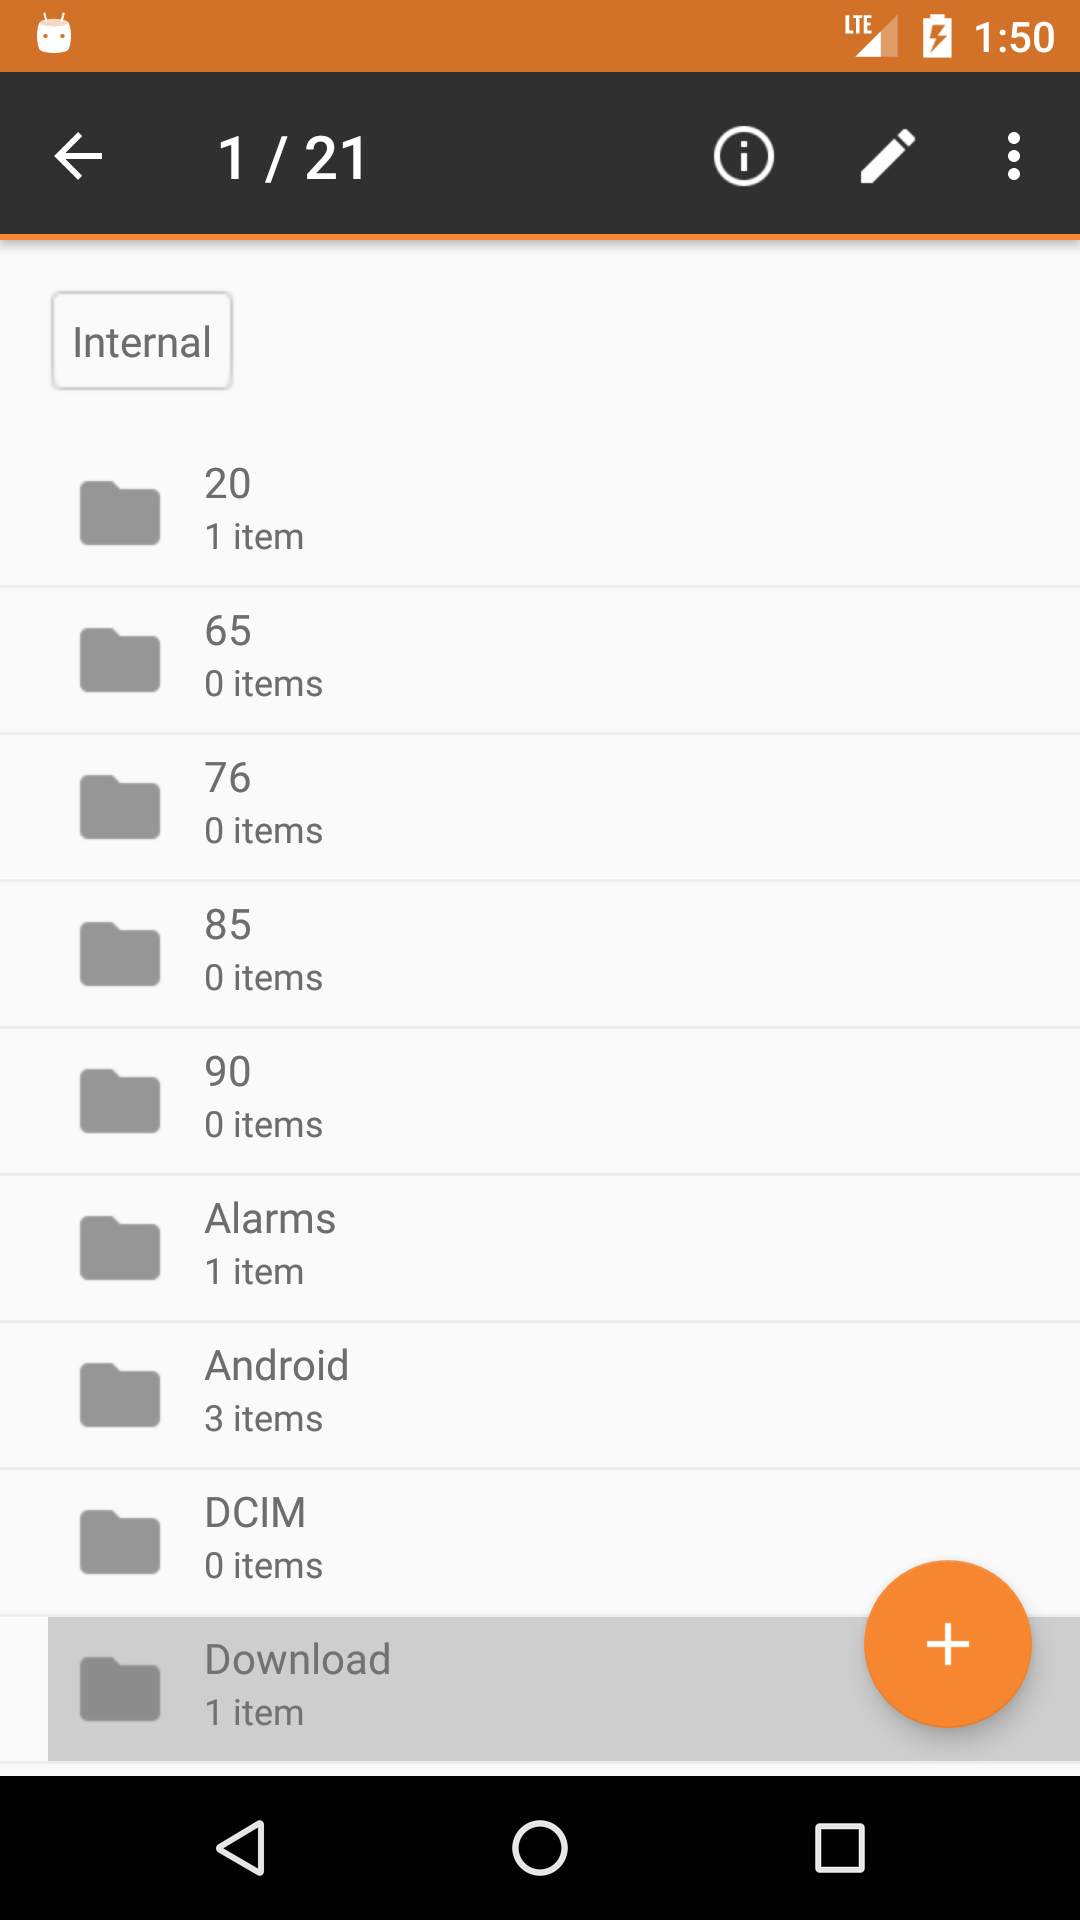 LTE 1:50
1 / 21
Internal
20
1 item
65
0 items
76
0 items
85
0 items
90
0 items
Alarms
1 item
Android
3 items
DCIM
0 items
Download
1 item